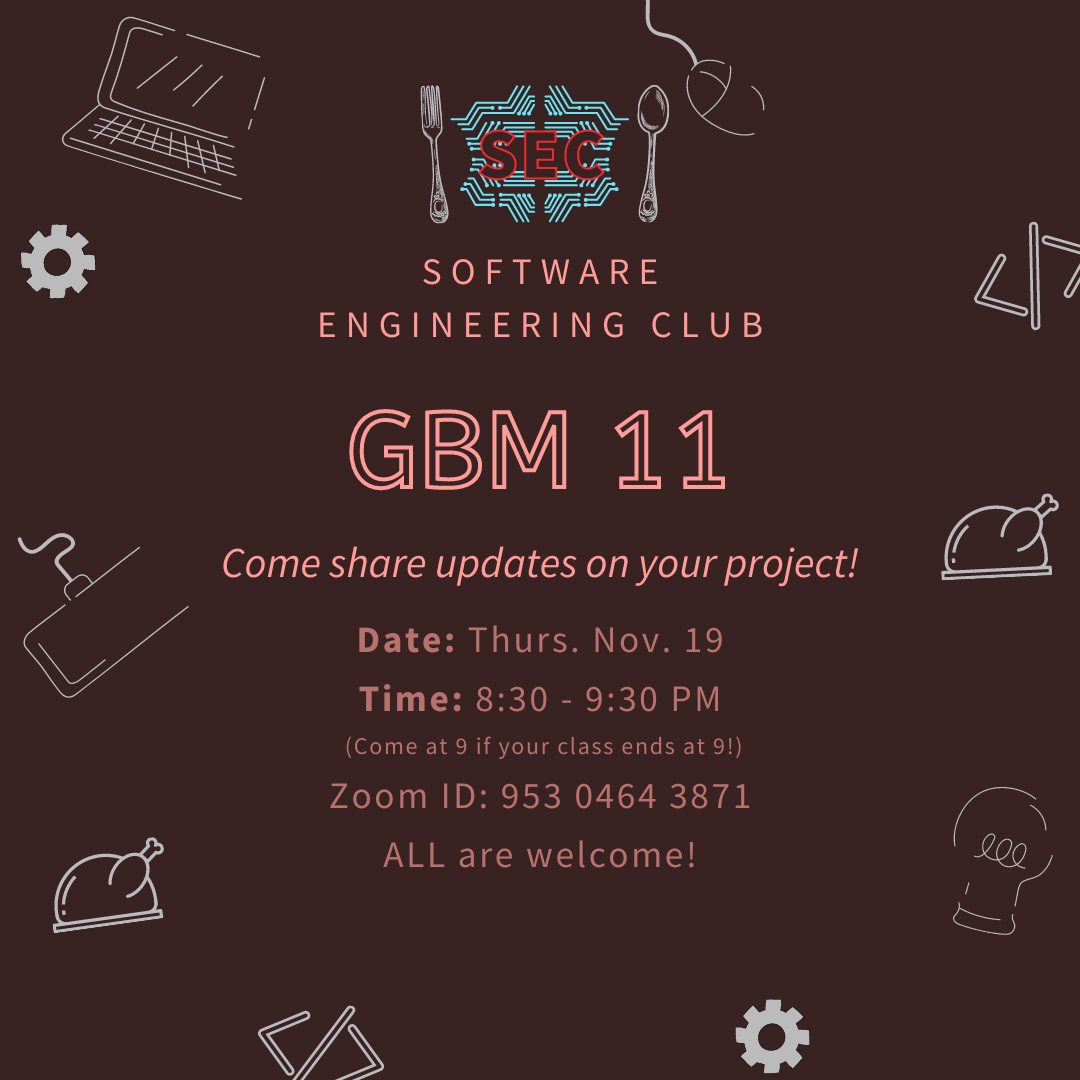 SEC
SOFTWARE
ENGINEERING CLUB
GBM 11
Come share updates on your project!
Date: Thurs. Nov. 19
Time: 8:30 - 9:30 PM
(Come at 9 if your class ends at 9!)
Zoom ID: 953 0464 3871
ALL are welcome!